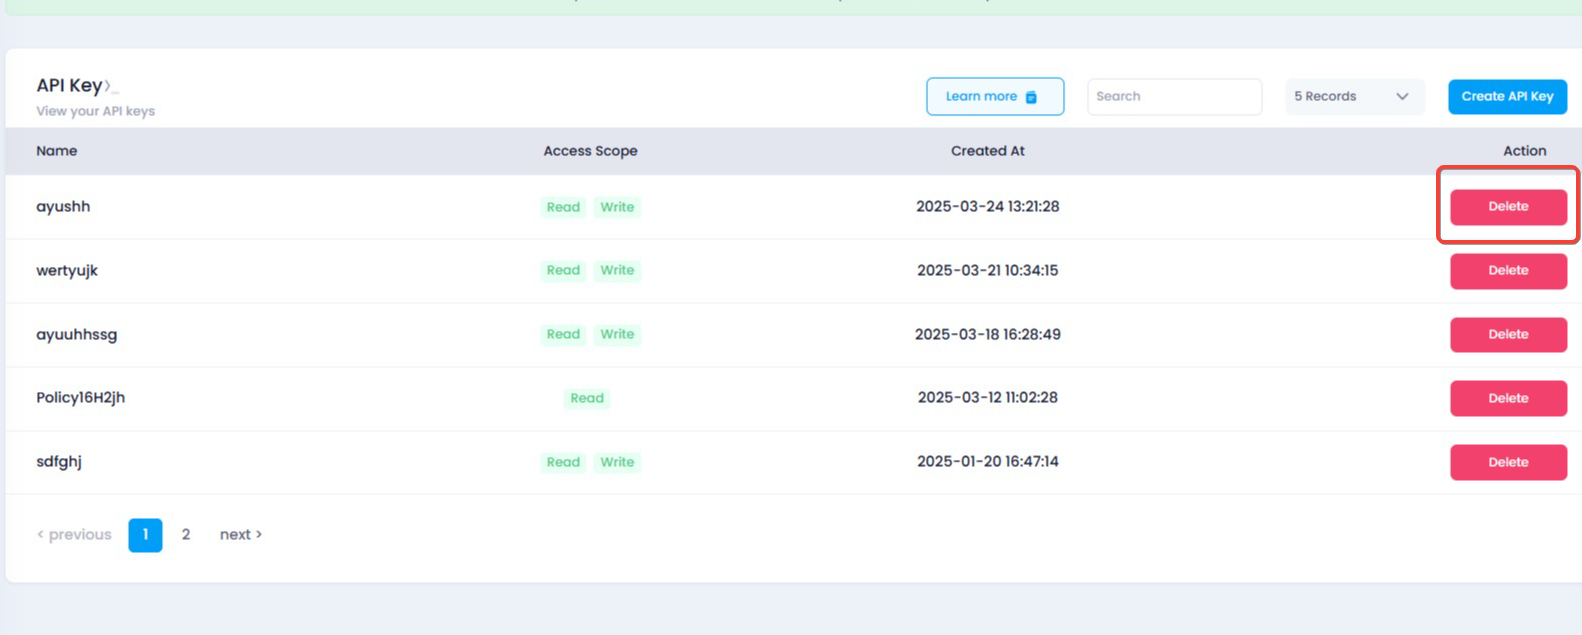 API Key
View your API keys
Learn more
Search
5 Records
Create API Key
Name Access Scope Created At Action
ayushh Read Write 2025-03-24 13:21:28 Delete
wertyujk Read Write 2025-03-21 10:34:15 Delete
ayuuhhssg Read Write 2025-03-18 16:28:49 Delete
Policy16H2jh Read 2025-03-12 11:02:28 Delete
sdfghj Read Write 2025-01-20 16:47:14 Delete
< previous 1 2 next >